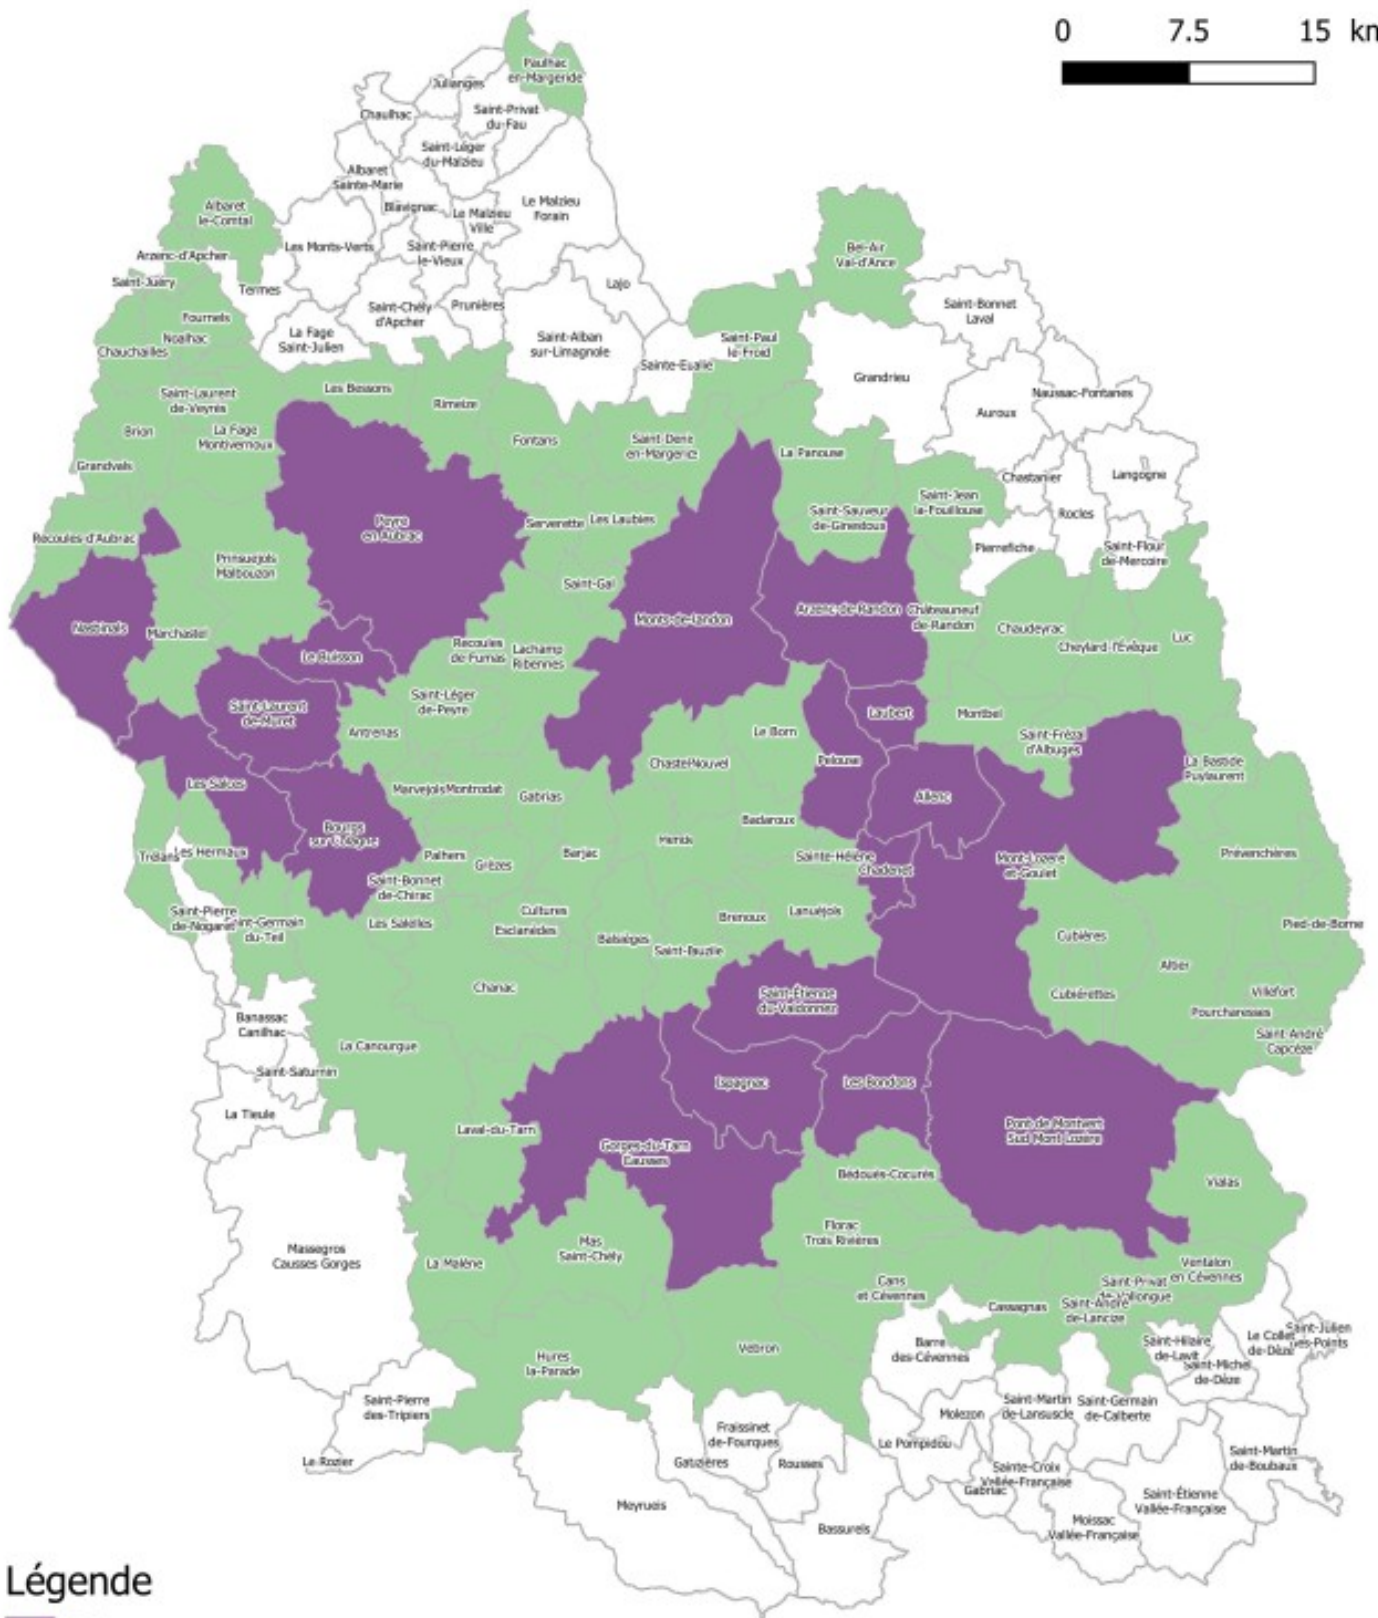 0 7.5 15 km
Paulhac
en-Margeride
Julianges
Chaulhac
Saint-Privat
du-Fau
Saint-Léger
du-Malzieu
Albaret
Sainte-Marie
Blavignac
Le Malzieu
Ville
Le Malzieu
Forain
Albaret
le-Comtal
Les Monts-Verts
Saint-Pierre
le-Vieux
Arzenc-d'Apcher
Saint-Juéry
Termes
Bel-Air
Val-d'Ance
Lajo
Saint-Chély
d'Apcher
Prunières
Saint-Bonnet
Laval
Fournels
Noalhac
Chauchailles
La Fage
Saint-Julien
Saint-Alban
sur-Limagnole
Sainte-Eualie
Saint-Paul
le-Froid
Grandrieu
Naussac-Fontanes
Auroux
Saint-Laurent
de-Veyrès
Les Bessons
Rimeize
Brion
La Fage
Montivernoux
Fontans
Saint-Denis
en-Margeride
La Panouse
Grandvals
Chastanier
Langogne
Saint-Jean
la-Fouillouse
Rocles
Recoules d'Aubrac
Peyre
en Aubrac
Serverette
Les Laubies
Saint-Sauveur
de-Ginestoux
Pierrefiche
Saint-Flour
de-Mercoire
Prinsuejols
Malbouzon
Saint-Gal
Nasbinals
Marchastel
Monts-de-Randon
Arzenc-de-Randon
Châteauneuf
de-Randon
Chaudeyrac
Cheylard-l'Évêque
Luc
Le Buisson
Recoules
de-Fumas
Lachamp
Ribennes
Saint-Laurent
de-Muret
Saint-Léger
de-Peyre
Antrenas
Le Born
Laubert
Montbel
Saint-Frézal
d'Albuges
Chastel-Nouvel
Pelouse
La Bastide
Puylaurent
Les Salces
Marvejols
Montrodat
Gabrias
Allenc
Bourgs
sur Colagne
Badaroux
Mende
Trélans
Les Hermaux
Palhers
Grèzes
Barjac
Sainte-Hélène
Chadenet
Mont-Lozère
et-Goulet
Prévenchères
Saint-Bonnet
de-Chirac
Saint-Pierre
de-Nogaret
Saint-Germain
du-Teil
Les Salelles
Cultures
Esclanèdes
Brenoux
Lanuéjols
Balsièges
Saint-Bauzile
Cubières
Pied-de-Borne
Altier
Chanac
Saint-Étienne
du-Valdonnez
Cubiérettes
Villefort
Pourcharesses
Banassac
Canilhac
La Canourgue
Saint-André
Capcèze
Saint-Saturnin
Ispagnac
Les Bondons
La Tieule
Laval-du-Tarn
Gorges-du-Tarn
Causses
Pont de Montvert
Sud Mont Lozère
Bédouès-Cocurès
Vialas
Florac
Trois Rivières
Massegros
Causses Gorges
La Malène
Mas
Saint-Chély
Ventalon
en Cévennes
Cans
et Cévennes
Saint-Privat
de-Vallongue
Cassagnas
Saint-André
de-Lancize
Barre
des-Cévennes
Saint-Hilaire
de-Lavit
Le Collet
de-Dèze
Saint-Julien
des-Points
Hures
la-Parade
Vebron
Saint-Michel
de-Dèze
Saint-Pierre
des-Tripiers
Molezon
Saint-Martin
de-Lansuscle
Saint-Germain
de-Calberte
Fraissinet
de-Fourques
Le Pompidou
Le Rozier
Gatuzières
Rousses
Sainte-Croix
Vallée-Française
Gabriac
Saint-Martin
de-Boubaux
Meyrueis
Saint-Étienne
Vallée-Française
Bassurels
Moissac
Vallée-Française
Légende